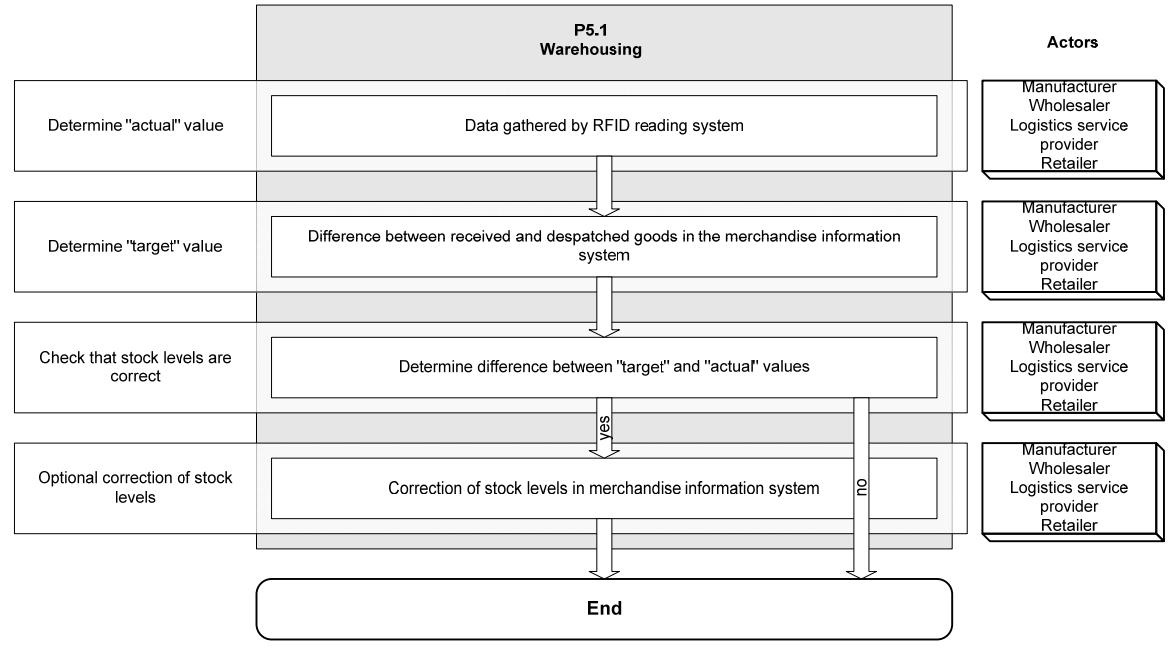 P5.1
Warehousing
Actors
Determine "actual" value
Data gathered by RFID reading system
Manufacturer
Wholesaler
Logistics service
provider
Retailer
Determine "target" value
Difference between received and despatched goods in the merchandise information
system
Manufacturer
Wholesaler
Logistics service
provider
Retailer
Check that stock levels are
correct
Determine difference between "target" and "actual" values
Manufacturer
Wholesaler
Logistics service
provider
Retailer
yes
Optional correction of stock
levels
Correction of stock levels in merchandise information system
no
Manufacturer
Wholesaler
Logistics service
provider
Retailer
End